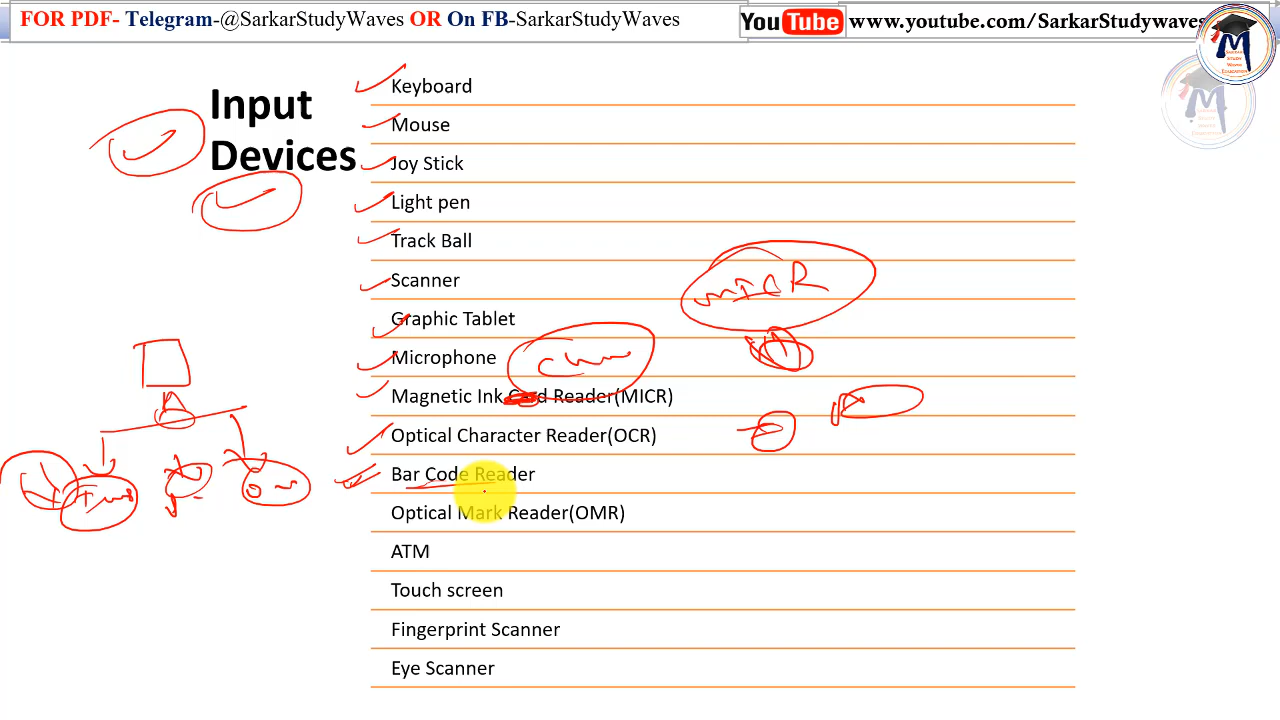 FOR PDF- Telegram-@SarkarStudyWaves OR On FB-SarkarStudyWaves
YouTube www.youtube.com/SarkarStudywaves
Input
Devices
Keyboard
Mouse
Joy Stick
Light pen
Track Ball
Scanner
MICR
Graphic Tablet
Microphone
Magnetic Ink Reader(MICR)
Optical Character Reader(OCR)
Bar Code Reader
Optical Mark Reader(OMR)
ATM
Touch screen
Fingerprint Scanner
Eye Scanner